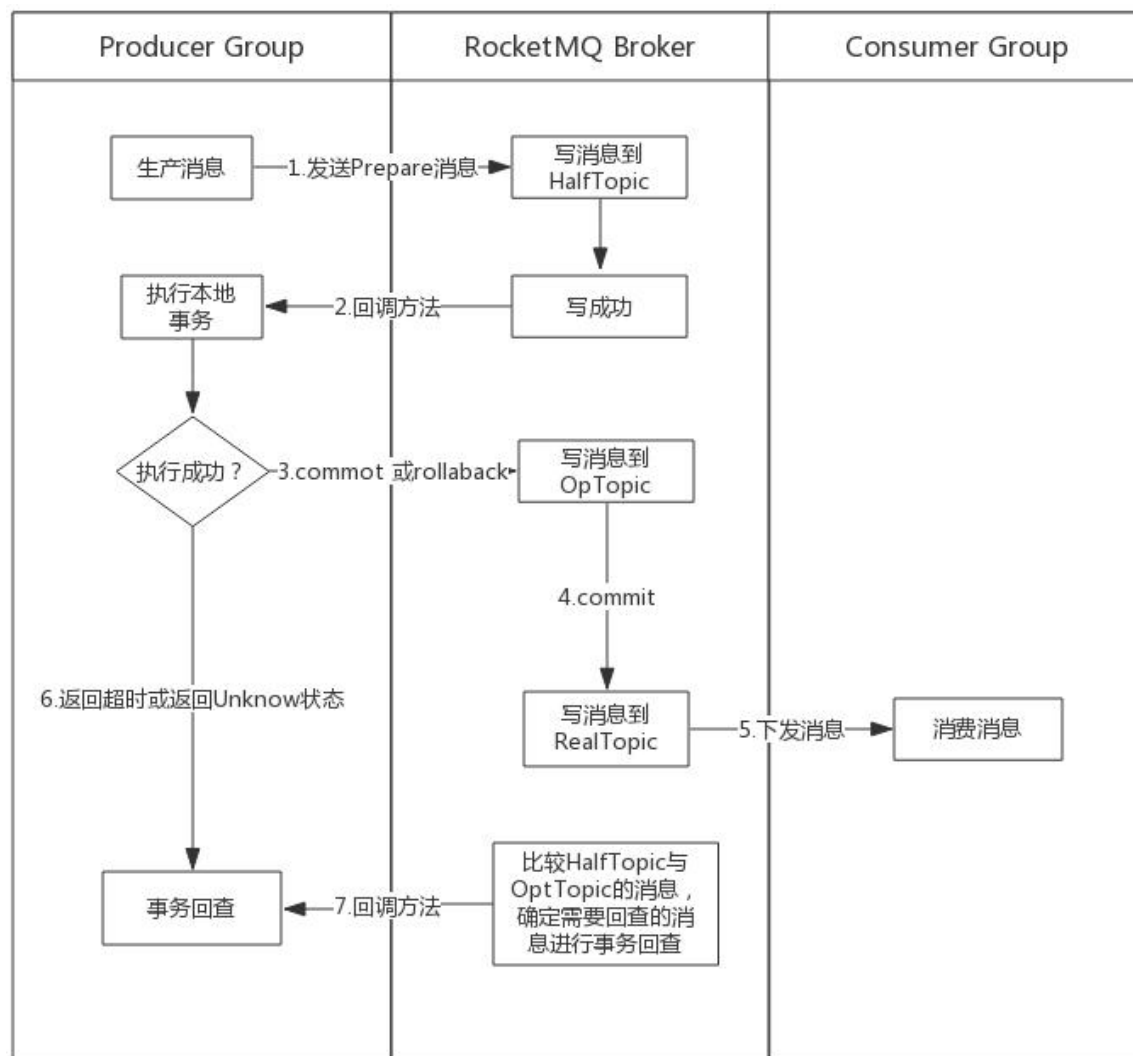 Producer Group
RocketMQ Broker
Consumer Group
生产消息
1.发送Prepare消息
写消息到
HalfTopic
执行本地
事务
2.回调方法
写成功
执行成功？
3.commot 或rollaback
写消息到
OpTopic
4.commit
6.返回超时或返回Unknow状态
写消息到
RealTopic
5.下发消息
消费消息
事务回查
7.回调方法
比较HalfTopic与
OptTopic的消息，
确定需要回查的消
息进行事务回查